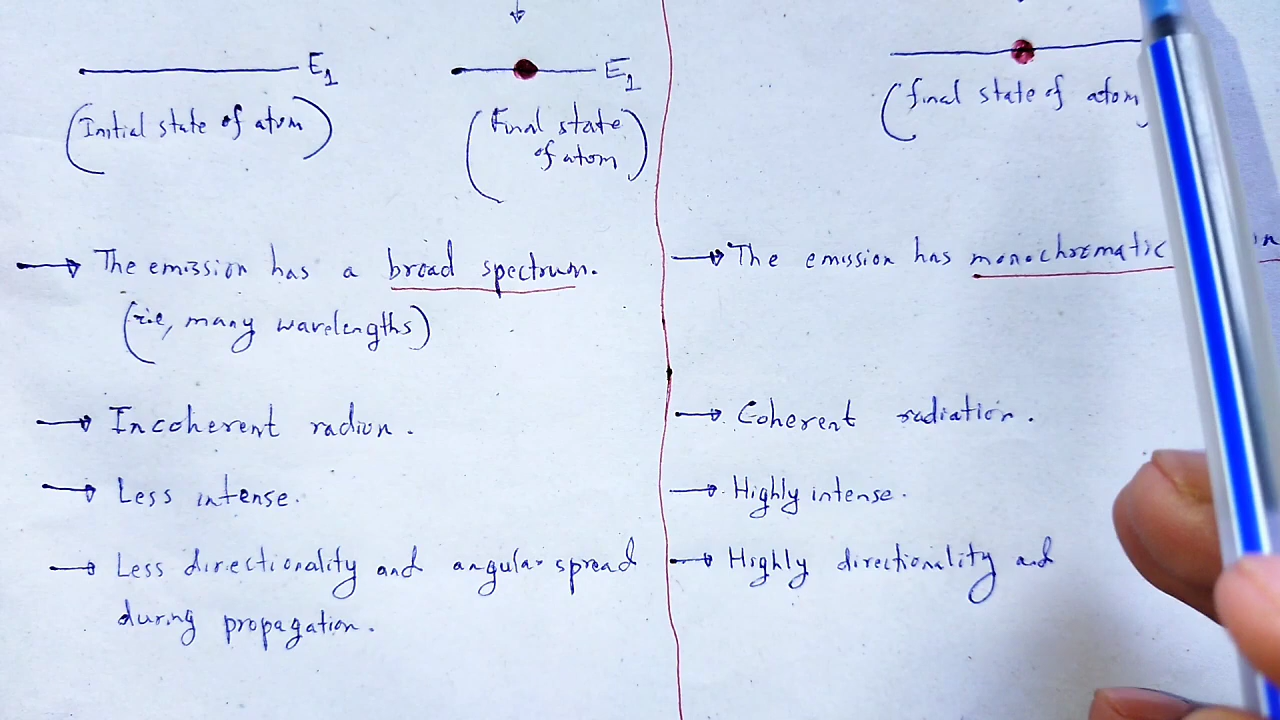 E1
(Initial state of atom)
E1
(Final state
of atom)
(final state of atom
→ The emission has a broad spectrum.
(i.e, many wavelengths)
→ Incoherent radion.
→ Less intense.
→ Less directionality and angular spread
during propagation.
→ The emission has monochromatic
→ Coherent radiation.
→ Highly intense.
→ Highly directionality and